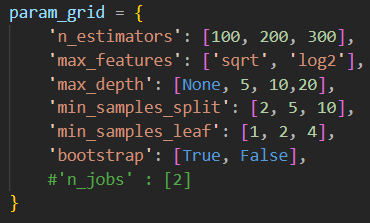 param_grid = {
    'n_estimators': [100, 200, 300],
    'max_features': ['sqrt', 'log2'],
    'max_depth': [None, 5, 10,20],
    'min_samples_split': [2, 5, 10],
    'min_samples_leaf': [1, 2, 4],
    'bootstrap': [True, False],
    #'n_jobs' : [2]
}